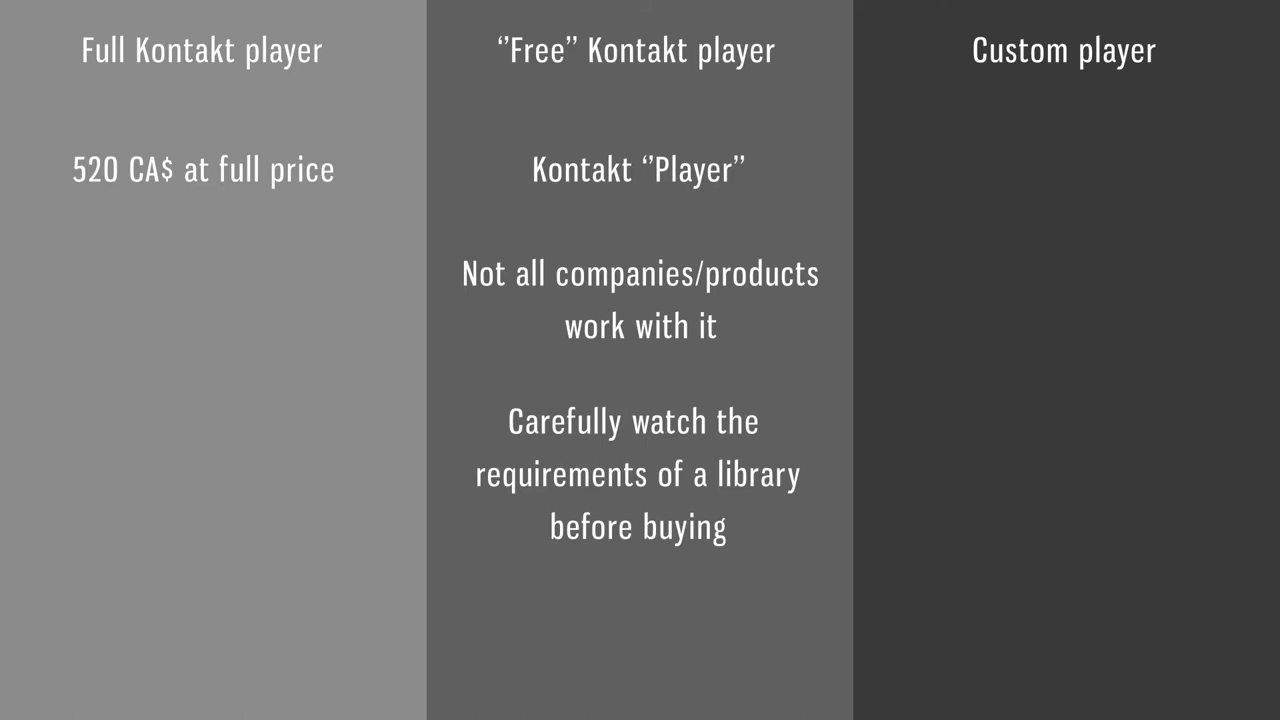 Full Kontakt player
520 CA$ at full price
‘’Free’’ Kontakt player
Kontakt ‘’Player’’
Not all companies/products
work with it
Carefully watch the
requirements of a library
before buying
Custom player